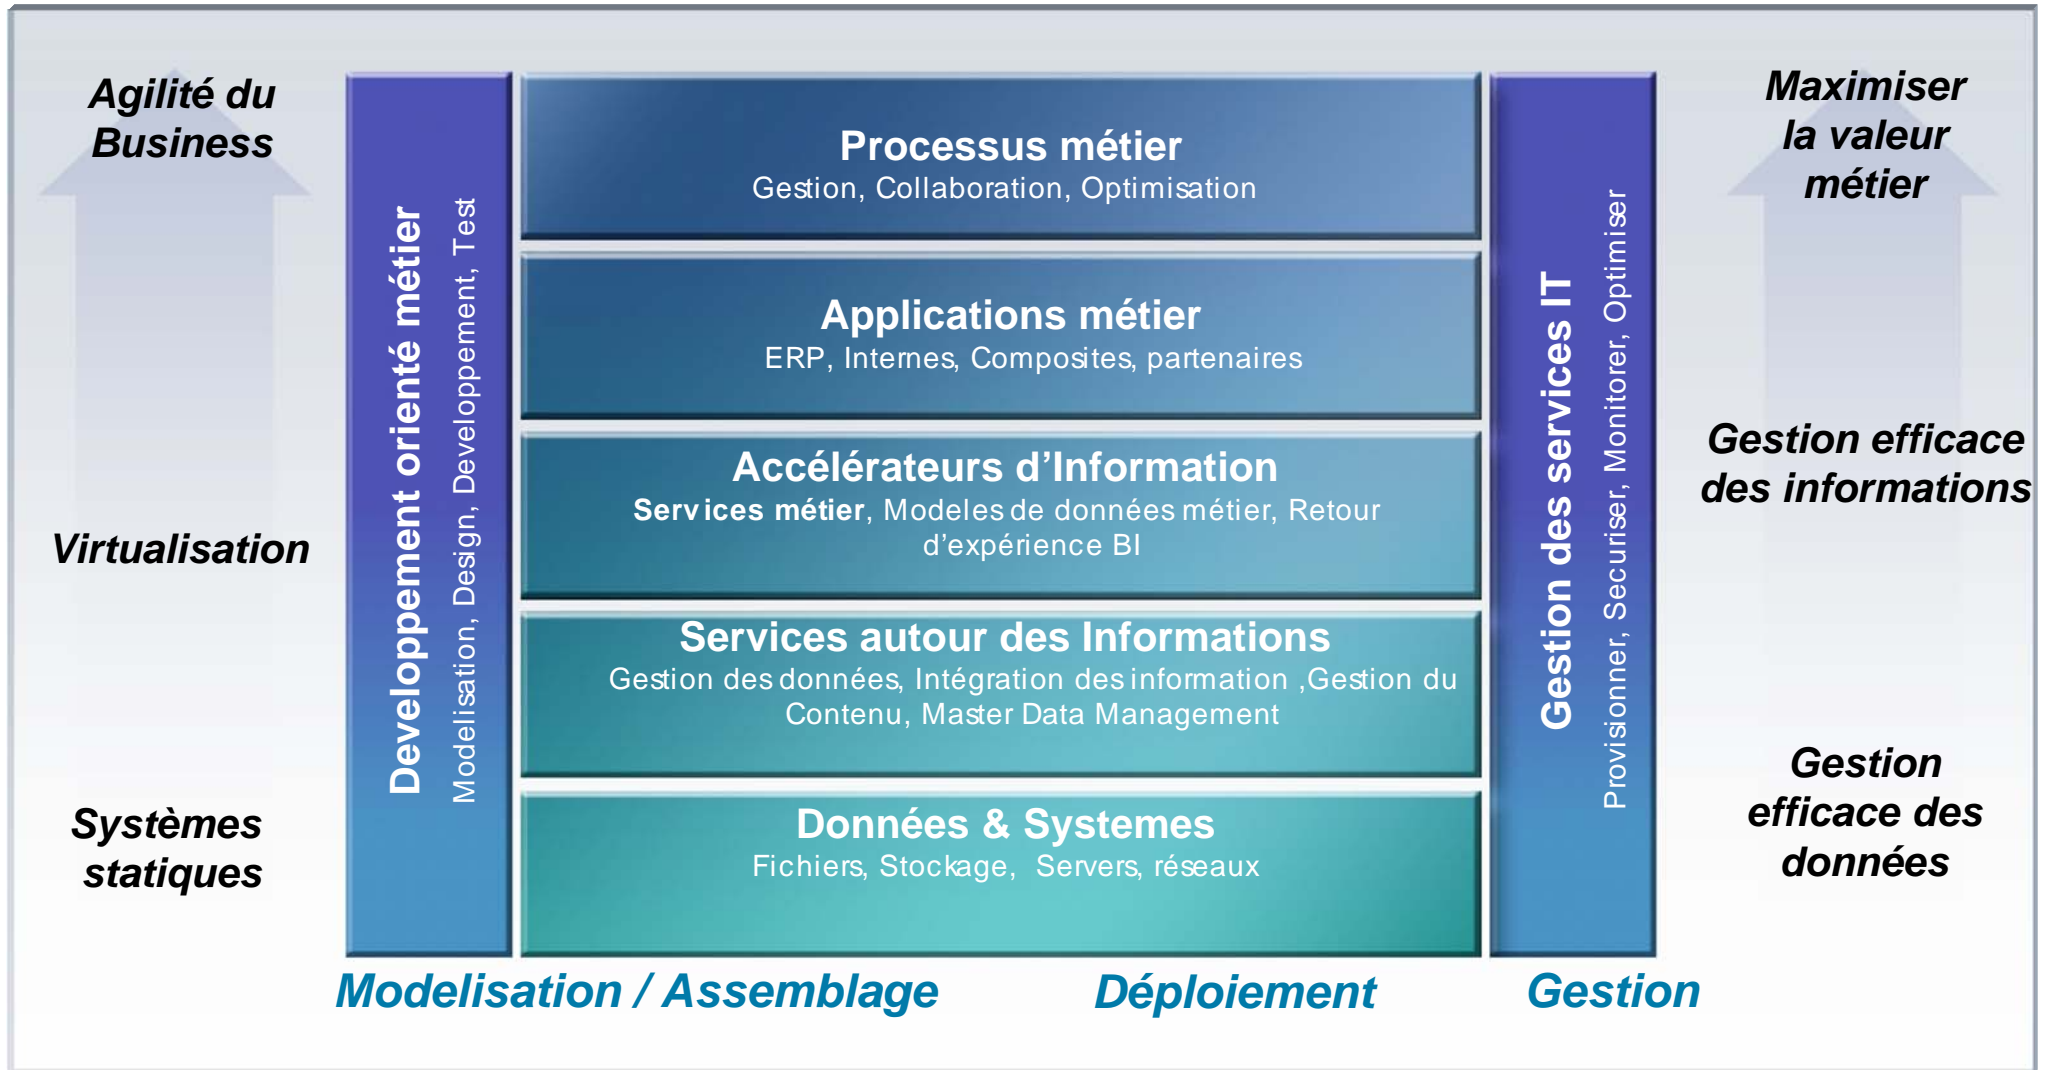 Agilité du
Business
Virtualisation
Systèmes
statiques
Developpement orienté métier
Modelisation, Design, Developpement, Test
Processus métier
Gestion, Collaboration, Optimisation
Applications métier
ERP, Internes, Composites, partenaires
Accélérateurs d’Information
Services métier, Modeles de données métier, Retour
d’expérience BI
Services autour des Informations
Gestion des données, Intégration des information ,Gestion du
Contenu, Master Data Management
Données & Systemes
Fichiers, Stockage, Servers, réseaux
Gestion des services IT
Provisionner, Securiser, Monitorer, Optimiser
Maximiser
la valeur
métier
Gestion efficace
des informations
Gestion
efficace des
données
Modelisation / Assemblage
Déploiement
Gestion